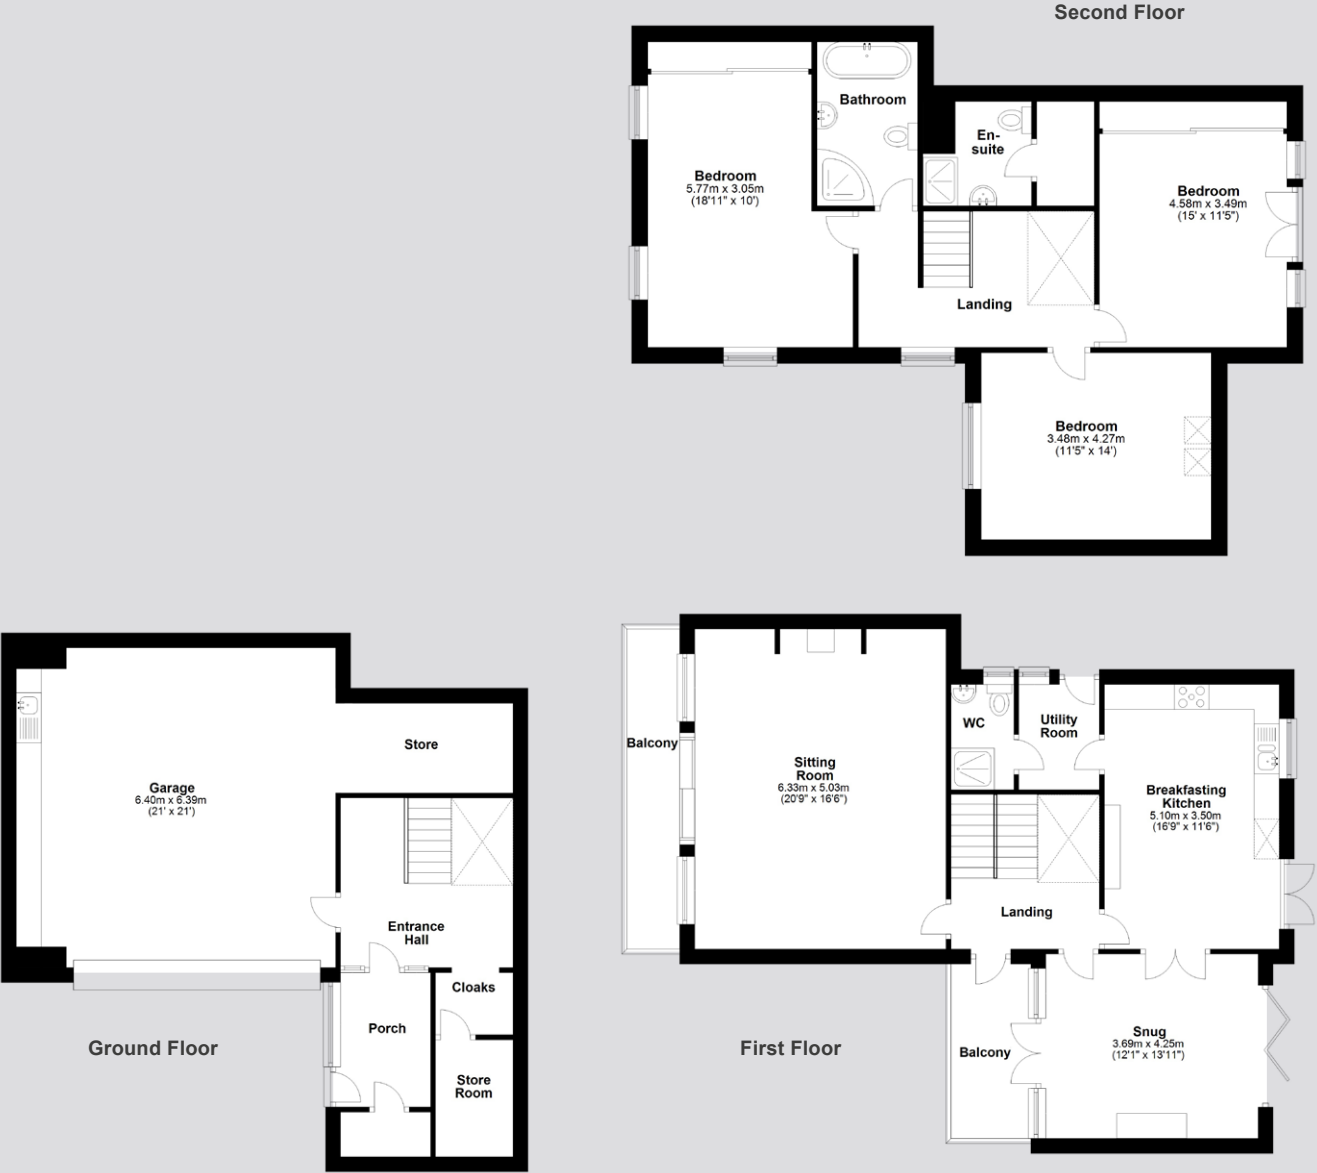 Second Floor
Bathroom
En-
suite
Bedroom
5.77m x 3.05m
(18'11" x 10')
Bedroom
4.58m x 3.49m
(15' x 11'5")
Landing
Bedroom
3.48m x 4.27m
(11'5" x 14')
Store
Garage
6.40m x 6.39m
(21' x 21')
Entrance
Hall
Cloaks
Porch
Store
Room
Ground Floor
Balcony
Sitting
Room
6.33m x 5.03m
(20'9" x 16'6")
WC
Utility
Room
Breakfasting
Kitchen
5.10m x 3.50m
(16'9" x 11'6")
Landing
Balcony
Snug
3.69m x 4.25m
(12'1" x 13'11")
First Floor